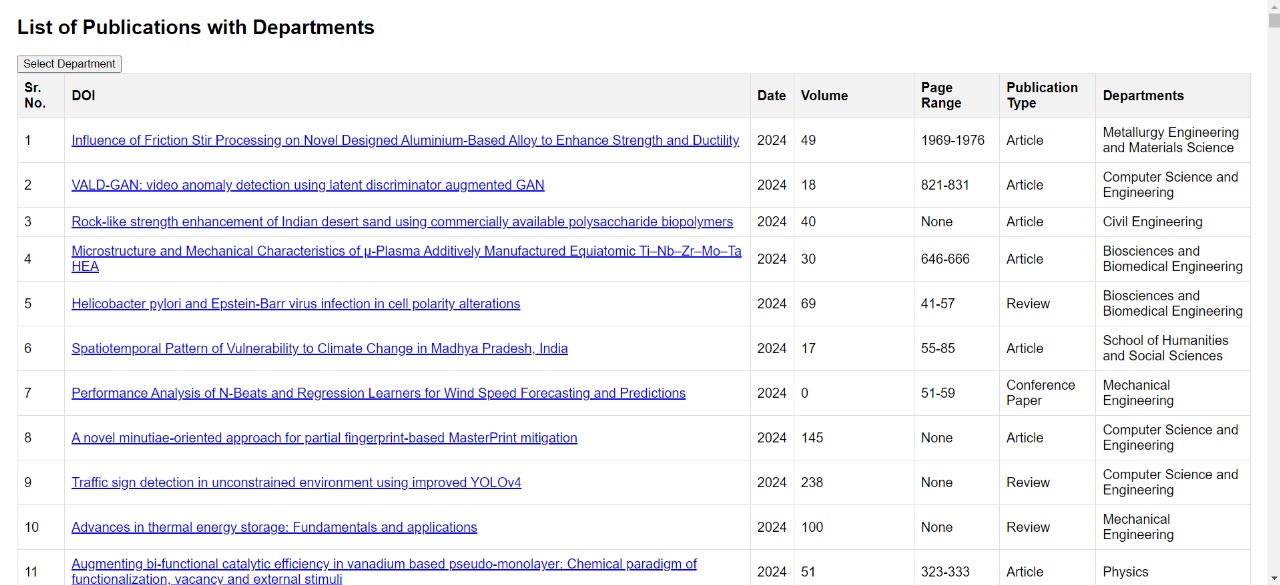 List of Publications with Departments
Select Department
Sr. No. DOI Date Volume Page Range Publication Type Departments
1 Influence of Friction Stir Processing on Novel Designed Aluminium-Based Alloy to Enhance Strength and Ductility 2024 49 1969-1976 Article Metallurgy Engineering and Materials Science
2 VALD-GAN: video anomaly detection using latent discriminator augmented GAN 2024 18 821-831 Article Computer Science and Engineering
3 Rock-like strength enhancement of Indian desert sand using commercially available polysaccharide biopolymers 2024 40 None Article Civil Engineering
4 Microstructure and Mechanical Characteristics of μ-Plasma Additively Manufactured Equiatomic Ti–Nb–Zr–Mo–Ta HEA 2024 30 646-666 Article Biosciences and Biomedical Engineering
5 Helicobacter pylori and Epstein-Barr virus infection in cell polarity alterations 2024 69 41-57 Review Biosciences and Biomedical Engineering
6 Spatiotemporal Pattern of Vulnerability to Climate Change in Madhya Pradesh, India 2024 17 55-85 Article School of Humanities and Social Sciences
7 Performance Analysis of N-Beats and Regression Learners for Wind Speed Forecasting and Predictions 2024 0 51-59 Conference Paper Mechanical Engineering
8 A novel minutiae-oriented approach for partial fingerprint-based MasterPrint mitigation 2024 145 None Article Computer Science and Engineering
9 Traffic sign detection in unconstrained environment using improved YOLOv4 2024 238 None Review Computer Science and Engineering
10 Advances in thermal energy storage: Fundamentals and applications 2024 100 None Review Mechanical Engineering
11 Augmenting bi-functional catalytic efficiency in vanadium based pseudo-monolayer: Chemical paradigm of functionalization, vacancy and external stimuli 2024 51 323-333 Article Physics